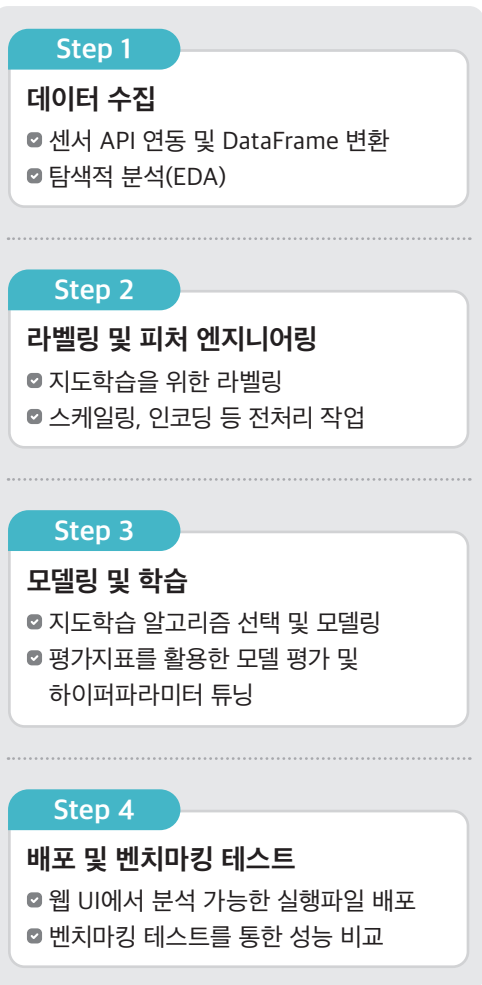 Step 1
데이터 수집
센서 API 연동 및 DataFrame 변환
탐색적 분석(EDA)
Step 2
라벨링 및 피처 엔지니어링
지도학습을 위한 라벨링
스케일링, 인코딩 등 전처리 작업
Step 3
모델링 및 학습
지도학습 알고리즘 선택 및 모델링
평가지표를 활용한 모델 평가 및
하이퍼파라미터 튜닝
Step 4
배포 및 벤치마킹 테스트
웹 UI에서 분석 가능한 실행파일 배포
벤치마킹 테스트를 통한 성능 비교